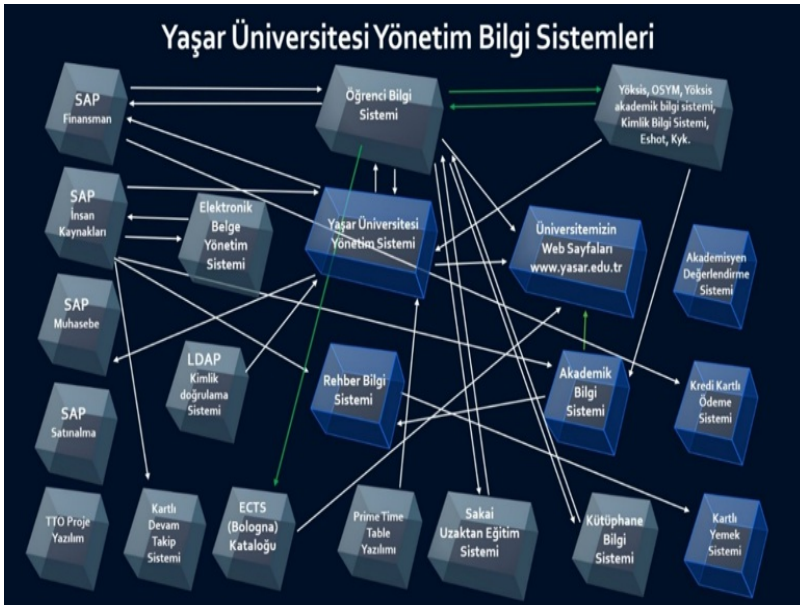 Yaşar Üniversitesi Yönetim Bilgi Sistemleri
SAP
Finansman
Öğrenci Bilgi
Sistemi
Yöksis, OSYM, Yöksis
akademik bilgi sistemi,
Kimlik Bilgi Sistemi,
Eshot, Kyk.
SAP
İnsan
Kaynakları
Elektronik
Belge
Yönetim
Sistemi
Yaşar Üniversitesi
Yönetim Sistemi
Üniversitemizin
Web Sayfaları
www.yasar.edu.tr
Akademisyen
Değerlendirme
Sistemi
SAP
Muhasebe
LDAP
Kimlik
doğrulama
Sistemi
Rehber Bilgi
Sistemi
Akademik
Bilgi
Sistemi
Kredi Kartlı
Ödeme
Sistemi
SAP
Satınalma
TTO Proje
Yazılım
Kartlı
Devam
Takip
Sistemi
ECTS
(Bologna)
Kataloğu
Prime Time
Table
Yazılımı
Sakai
Uzaktan Eğitim
Sistemi
Kütüphane
Bilgi
Sistemi
Kartlı
Yemek
Sistemi